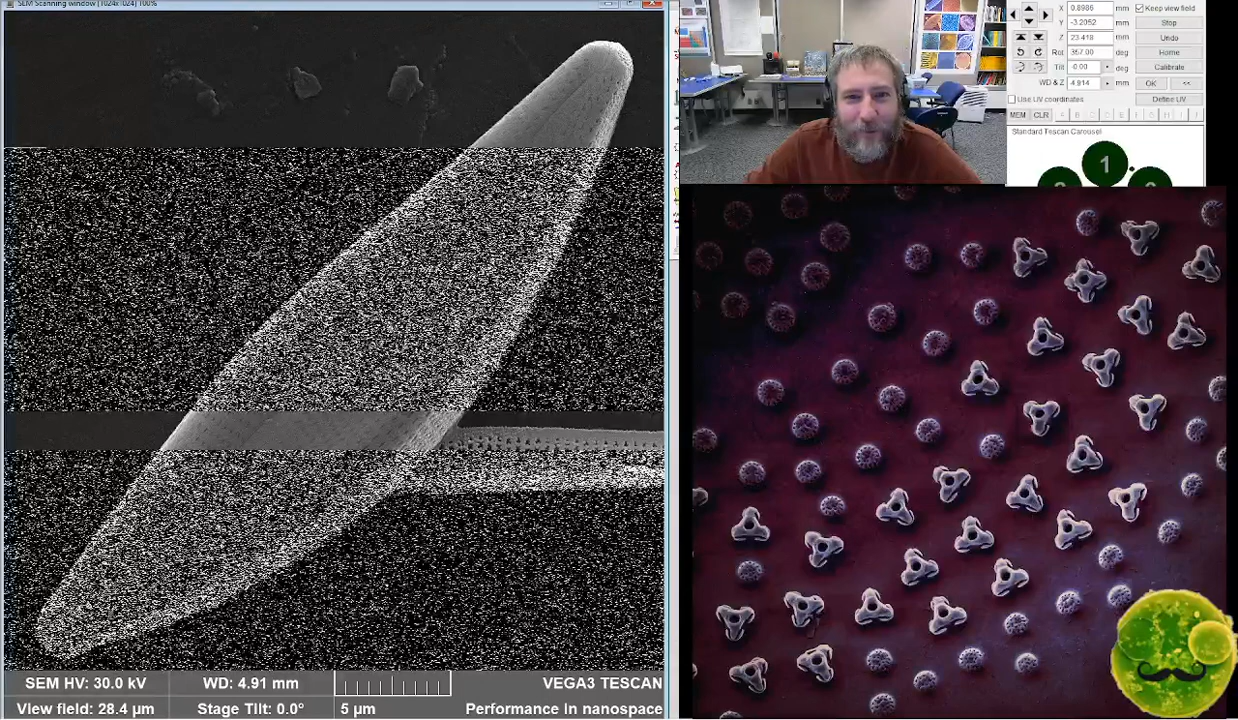 SEM Scanning window [1024x1024] 100%
SEM HV: 30.0 kV
WD: 4.91 mm
VEGA3 TESCAN
View field: 28.4 µm
Stage Tilt: 0.0°
5 µm
Performance in nanospace
X 0.8986 mm
Keep view field
Y -3.2052 mm
Stop
Z 23.418 mm
Undo
Rot 357.00 deg
Home
Tilt -0.00 deg
Calibrate
WD & Z 4.914 mm
OK <<
Use UV coordinates
Define UV
MEM CLR
Standard Tescan Carousel
1